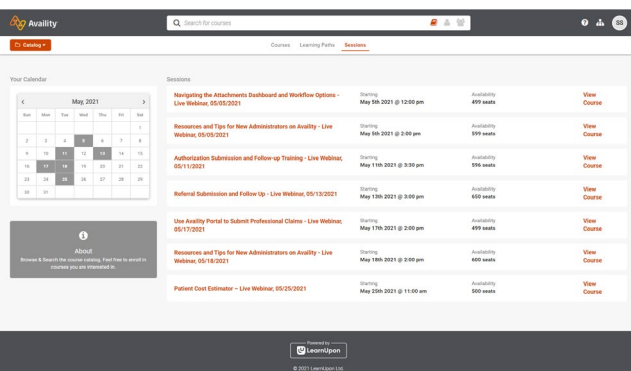 Availity
Search for courses
SS
Catalog
Courses Learning Paths Sessions
Your Calendar
Sessions
May, 2021
Sun Mon Tue Wed Thu Fri Sat
1
2 3 4 5 6 7 8
9 10 11 12 13 14 15
16 17 18 19 20 21 22
23 24 25 26 27 28 29
30 31
About
Browse & Search the course catalog. Feel free to enroll in
courses you are interested in.
Navigating the Attachments Dashboard and Workflow Options -
Live Webinar, 05/05/2021
Starting
May 5th 2021 @ 12:00 pm
Availability
499 seats
View
Course
Resources and Tips for New Administrators on Availity - Live
Webinar, 05/05/2021
Starting
May 5th 2021 @ 2:00 pm
Availability
599 seats
View
Course
Authorization Submission and Follow-up Training - Live Webinar,
05/11/2021
Starting
May 11th 2021 @ 3:30 pm
Availability
596 seats
View
Course
Referral Submission and Follow Up - Live Webinar, 05/13/2021
Starting
May 13th 2021 @ 3:00 pm
Availability
650 seats
View
Course
Use Availity Portal to Submit Professional Claims - Live Webinar,
05/17/2021
Starting
May 17th 2021 @ 2:00 pm
Availability
499 seats
View
Course
Resources and Tips for New Administrators on Availity - Live
Webinar, 05/18/2021
Starting
May 18th 2021 @ 2:00 pm
Availability
600 seats
View
Course
Patient Cost Estimator – Live Webinar, 05/25/2021
Starting
May 25th 2021 @ 11:00 am
Availability
500 seats
View
Course
Powered by
LearnUpon
© 2021 LearnUpon Ltd.